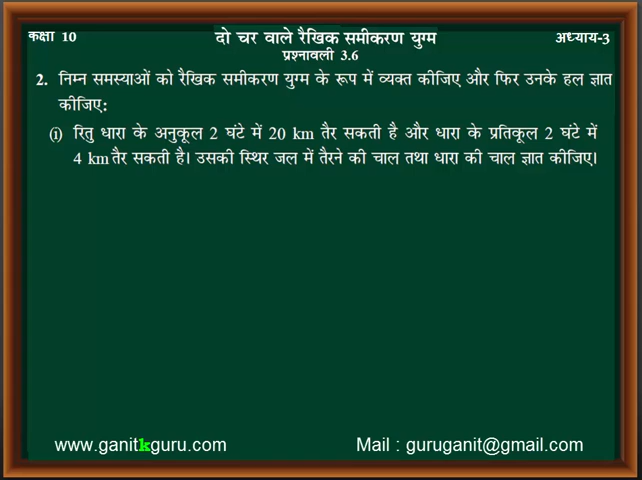 कक्षा 10
दो चर वाले रैखिक समीकरण युग्म
अध्याय-3
प्रश्नावली 3.6
2. निम्न समस्याओं को रैखिक समीकरण युग्म के रूप में व्यक्त कीजिए और फिर उनके हल ज्ञात
कीजिए:
(i) रितु धारा के अनुकूल 2 घंटे में 20 km तैर सकती है और धारा के प्रतिकूल 2 घंटे में
4 km तैर सकती है। उसकी स्थिर जल में तैरने की चाल तथा धारा की चाल ज्ञात कीजिए।
www.ganitkguru.com
Mail : guruganit@gmail.com